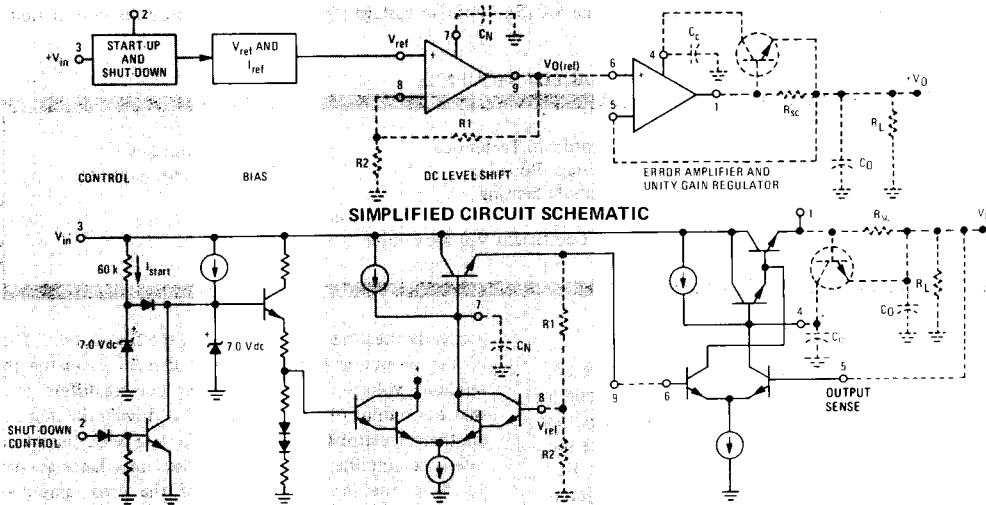 2
3
+Vin
START-UP
AND
SHUT-DOWN
Vref AND
Iref
Vref
+
7
CN
8
9
VO(ref)
R1
R2
6
+
5
4
Cc
1
RSC
+VO
RL
CO
CONTROL
BIAS
DC LEVEL SHIFT
ERROR AMPLIFIER AND
UNITY GAIN REGULATOR
SIMPLIFIED CIRCUIT SCHEMATIC
Vin
3
60 k
Istart
7.0 Vdc
+
7.0 Vdc
+
SHUT-DOWN
CONTROL
2
7
CN
R1
8
Vref
R2
9
6
1
4
5
OUTPUT
SENSE
RL
CO